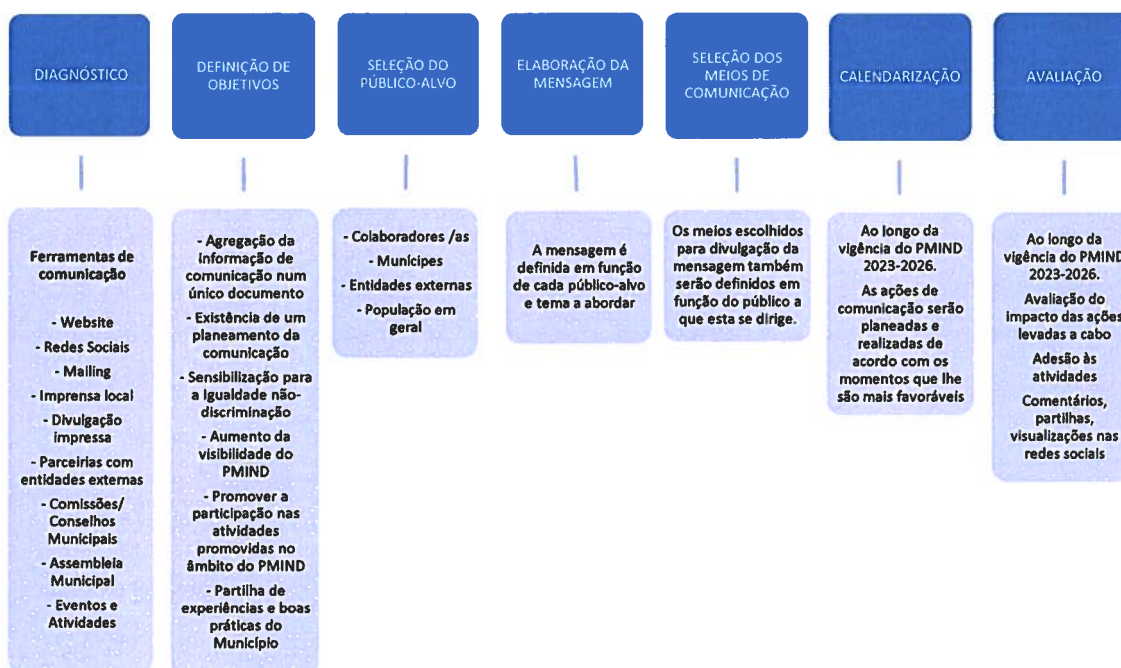 DIAGNÓSTICO
DEFINIÇÃO DE
OBJETIVOS
SELEÇÃO DO
PÚBLICO-ALVO
ELABORAÇÃO DA
MENSAGEM
SELEÇÃO DOS
MEIOS DE
COMUNICAÇÃO
CALENDARIZAÇÃO
AVALIAÇÃO
Ferramentas de
comunicação
- Website
- Redes Sociais
- Mailing
- Imprensa local
- Divulgação
impressa
- Parceirias com
entidades externas
- Comissões/
Conselhos
Municipais
- Assembleia
Municipal
- Eventos e
Atividades
- Agregação da
informação de
comunicação num
único documento
- Existência de um
planeamento da
comunicação
- Sensibilização para
a igualdade não-
discriminação
- Aumento da
visibilidade do
PMIND
- Promover a
participação nas
atividades
promovidas no
âmbito do PMIND
- Partilha de
experiências e boas
práticas do
Município
- Colaboradores /as
- Munícipes
- Entidades externas
- População em
geral
A mensagem é
definida em função
de cada público-alvo
e tema a abordar
Os meios escolhidos
para divulgação da
mensagem também
serão definidos em
função do público a
que esta se dirige.
Ao longo da
vigência do PMIND
2023-2026.
As ações de
comunicação serão
planeadas e
realizadas de
acordo com os
momentos que lhe
são mais favoráveis
Ao longo da
vigência do PMIND
2023-2026.
Avaliação do
impacto das ações
levadas a cabo
Adesão às
atividades
Comentários,
partilhas,
visualizações nas
redes sociais